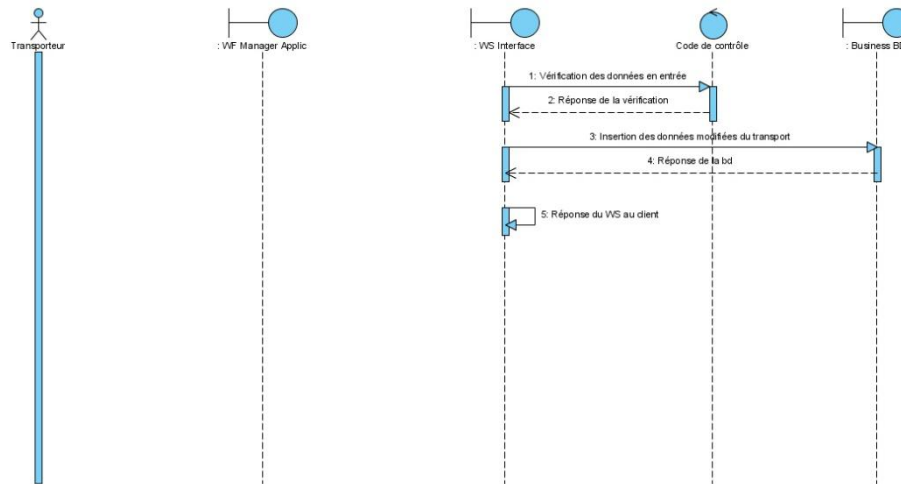 Transporteur
: WF Manager Applic
: WS Interface
Code de contrôle
: Business
1: Vérification des données en entrée
2: Réponse de la vérification
3: Insertion des données modifiées du transport
4: Réponse de la bd
5: Réponse du WS au client